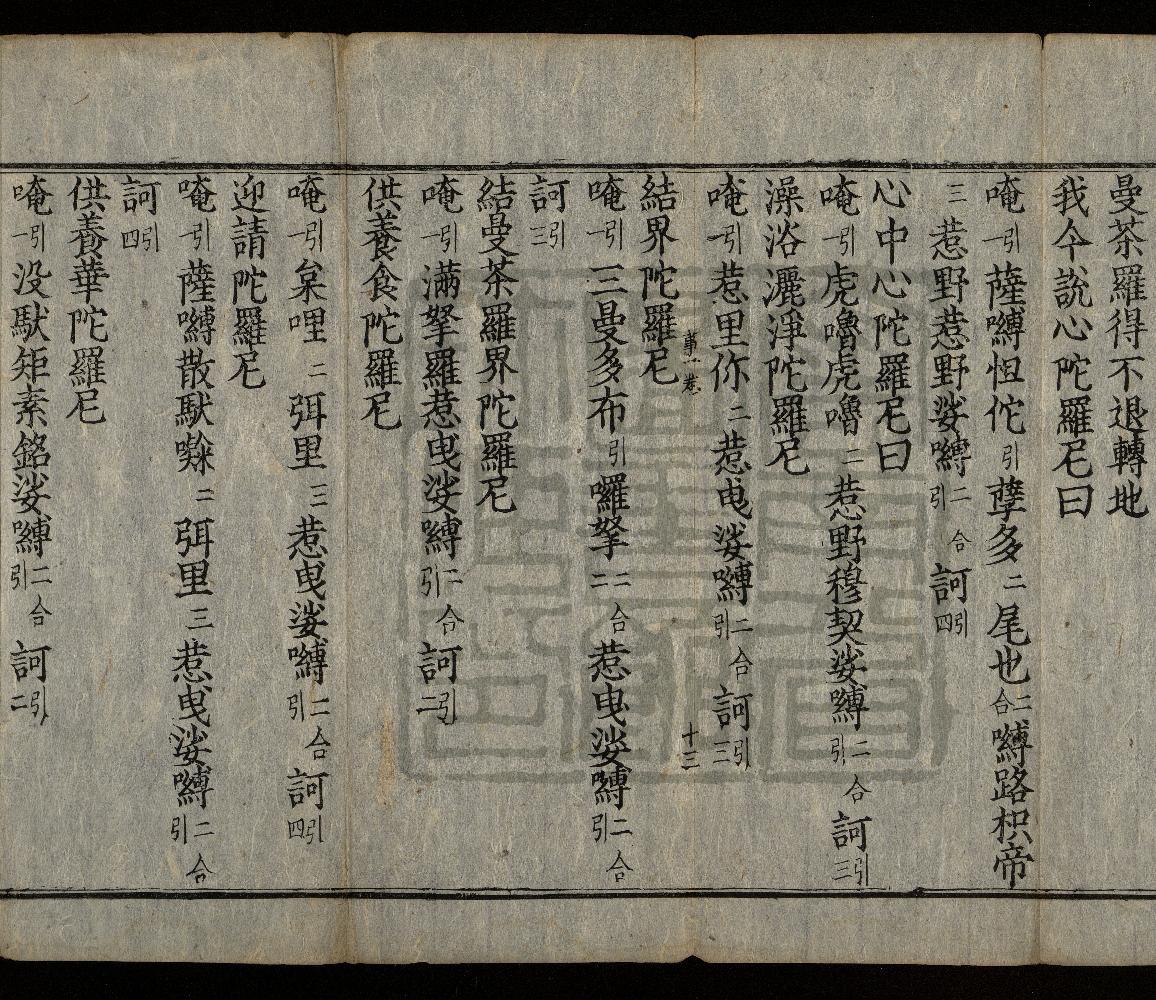 曼荼羅得不退轉地
我今說心陀羅尼曰
唵一引薩嚩怛佗引孽多二尾也二合嚩路枳帝
三惹野惹野娑嚩二合引訶引四
心中心陀羅尼曰
唵一引虎嚕虎嚕二惹野穆契娑嚩二合引訶引三
澡浴灑淨陀羅尼
唵一引惹里你二惹曳娑嚩二合引訶引三
第一卷 十三
結界陀羅尼
唵一引三曼多布引囉拏二二合惹曳娑嚩二合引
訶引三
結曼荼羅界陀羅尼
唵一引滿拏羅惹曳娑嚩二合引訶引二
供養食陀羅尼
唵一引枲哩二弭里三惹曳娑嚩二合引訶引四
迎請陀羅尼
唵一引薩嚩散馱㘑二弭里三惹曳娑嚩二合引
訶引四
供養華陀羅尼
唵一引没馱矩素銘娑嚩二合引訶引二